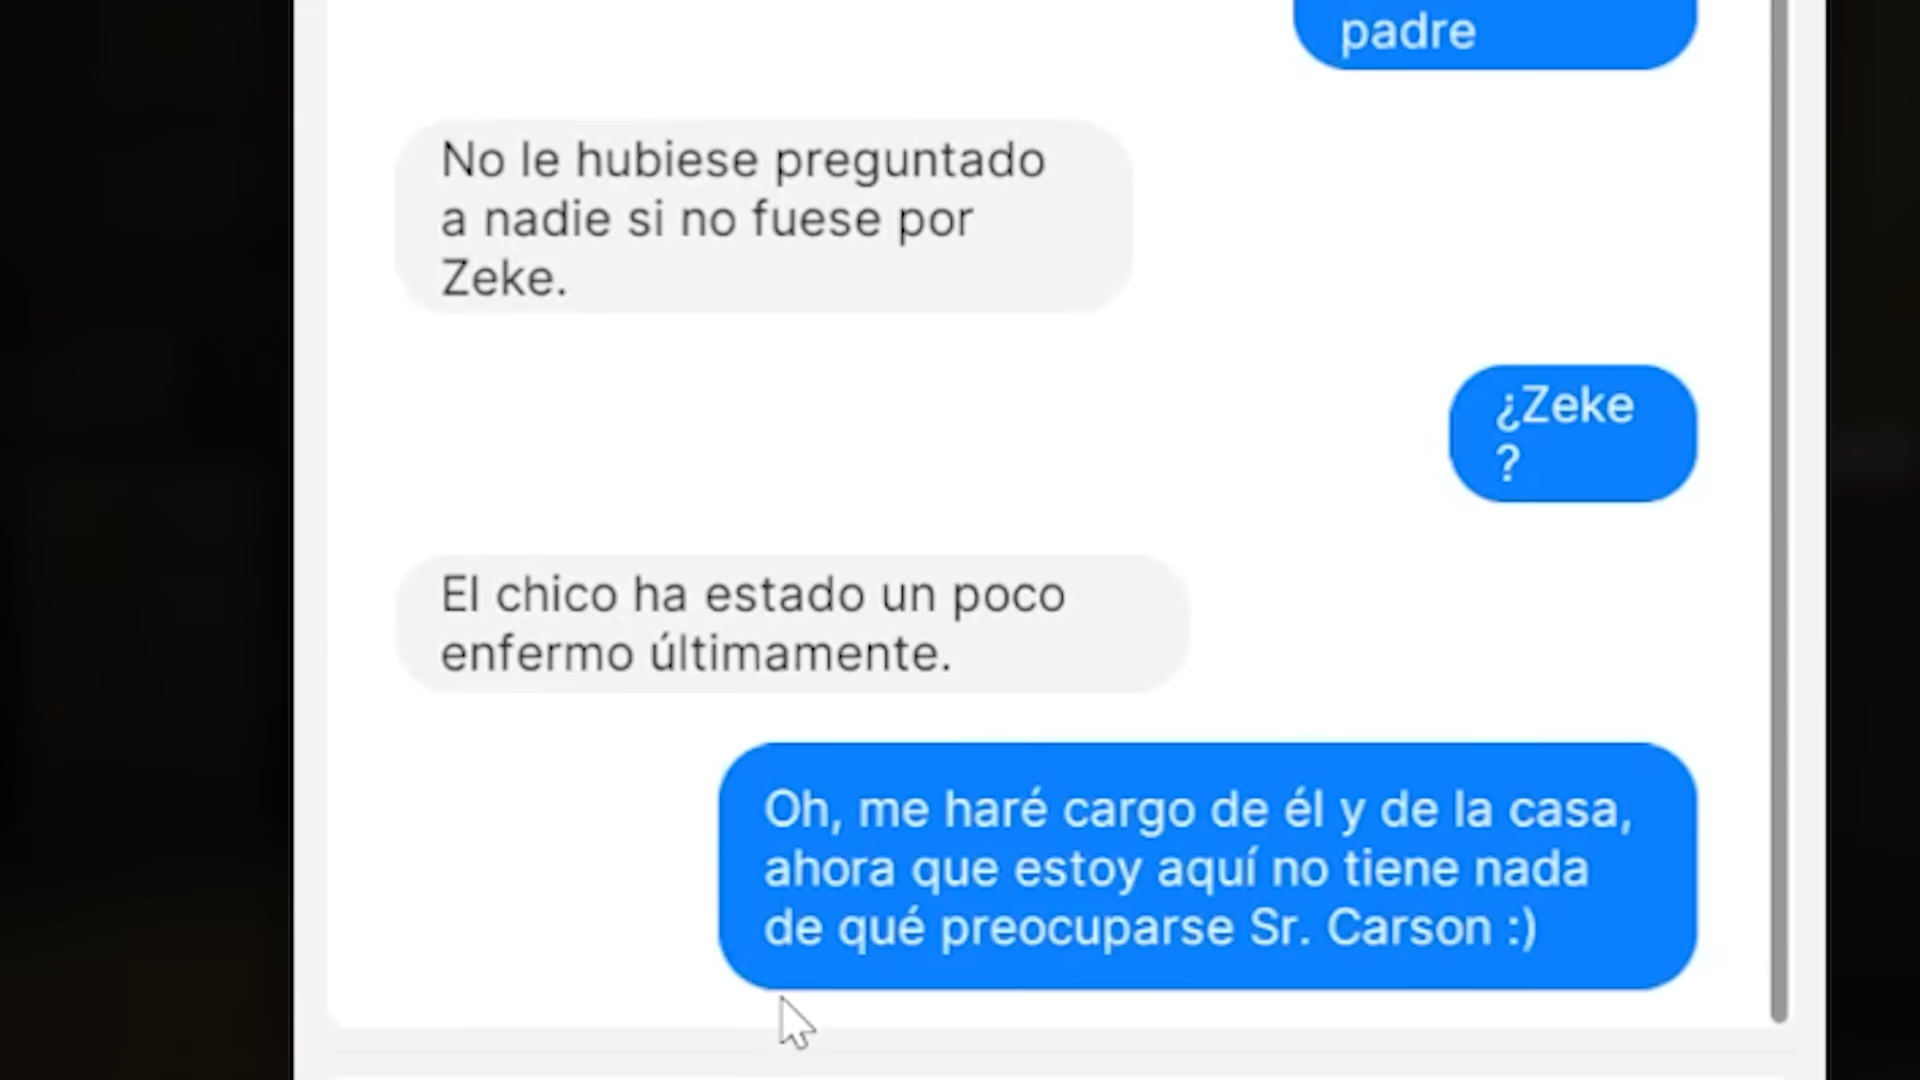 padre
No le hubiese preguntado
a nadie si no fuese por
Zeke.
¿Zeke
?
El chico ha estado un poco
enfermo últimamente.
Oh, me haré cargo de él y de la casa,
ahora que estoy aquí no tiene nada
de qué preocuparse Sr. Carson :)